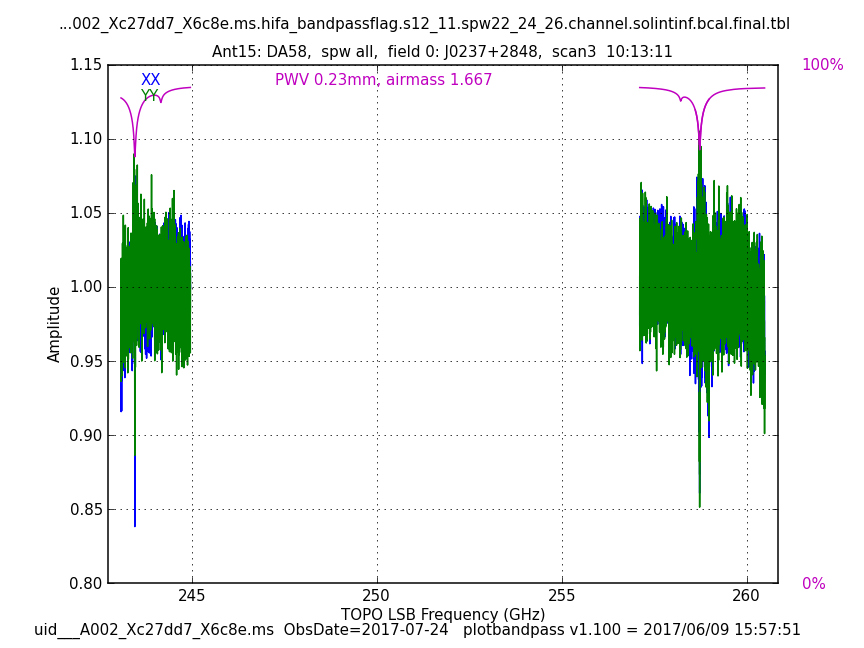 ...002_Xc27dd7_X6c8e.ms.hifa_bandpassflag.s12_11.spw22_24_26.channel.solintinf.bcal.final.tbl
Ant15: DA58,  spw all,  field 0: J0237+2848,  scan3  10:13:11
1.15
100%
XX
PWV 0.23mm, airmass 1.667
YY
1.10
1.05
1.00
Amplitude
0.95
0.90
0.85
0.80
0%
245
250
255
260
TOPO LSB Frequency (GHz)
uid___A002_Xc27dd7_X6c8e.ms  ObsDate=2017-07-24   plotbandpass v1.100 = 2017/06/09 15:57:51